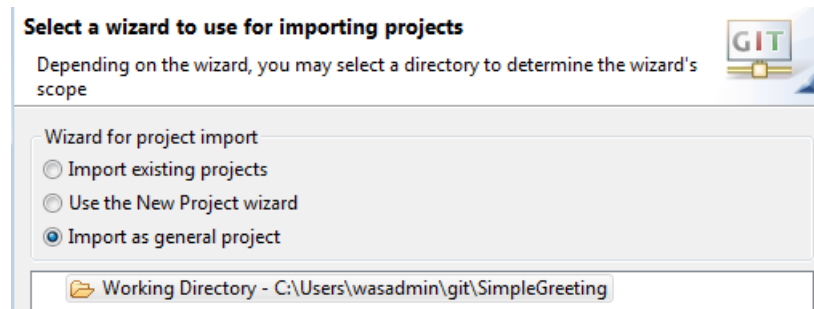 Select a wizard to use for importing projects
GIT
Depending on the wizard, you may select a directory to determine the wizard's
scope
Wizard for project import
Import existing projects
Use the New Project wizard
Import as general project
Working Directory - C:\Users\wasadmin\git\SimpleGreeting